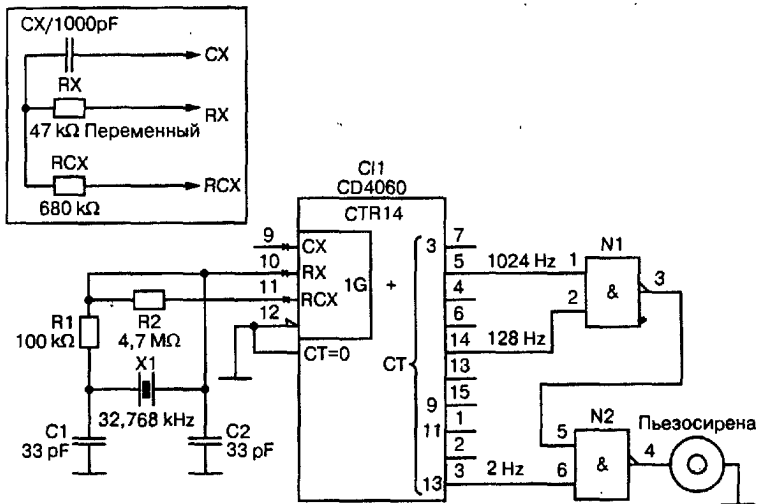 CX/1000pF
CX
RX
RX
47 kΩ Переменный
RCX
RCX
680 kΩ
CI1
CD4060
CTR14
9
CX
10
RX
11
RCX
12
CT=0
1G
+
CT
3
7
5
1024 Hz
4
6
14
128 Hz
13
9
15
11
1
2
13
3
2 Hz
R1
100 kΩ
R2
4,7 MΩ
X1
32,768 kHz
C1
33 pF
C2
33 pF
N1
1
2
&
3
N2
5
6
&
4
Пьезосирена